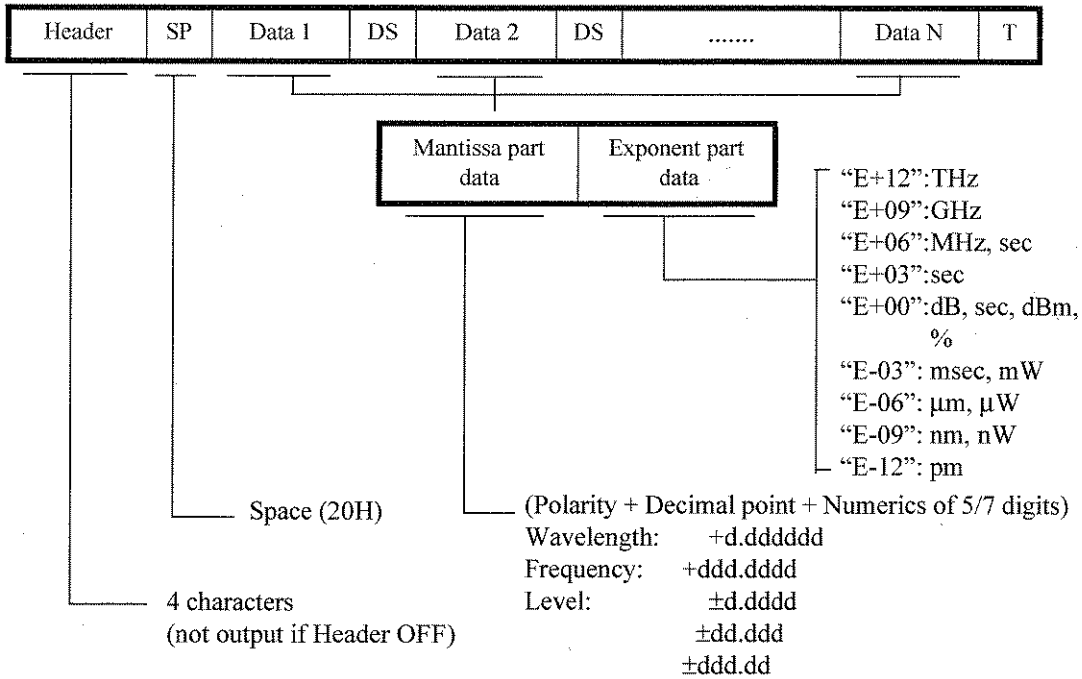 Header SP Data 1 DS Data 2 DS ....... Data N T
Mantissa part data
Exponent part data
“E+12”:THz
“E+09”:GHz
“E+06”:MHz, sec
“E+03”:sec
“E+00”:dB, sec, dBm,
%
“E-03”: msec, mW
“E-06”: μm, μW
“E-09”: nm, nW
“E-12”: pm
Space (20H)
(Polarity + Decimal point + Numerics of 5/7 digits)
Wavelength: +d.dddddd
Frequency: +ddd.dddd
Level: ±d.dddd
±dd.ddd
±ddd.dd
4 characters
(not output if Header OFF)